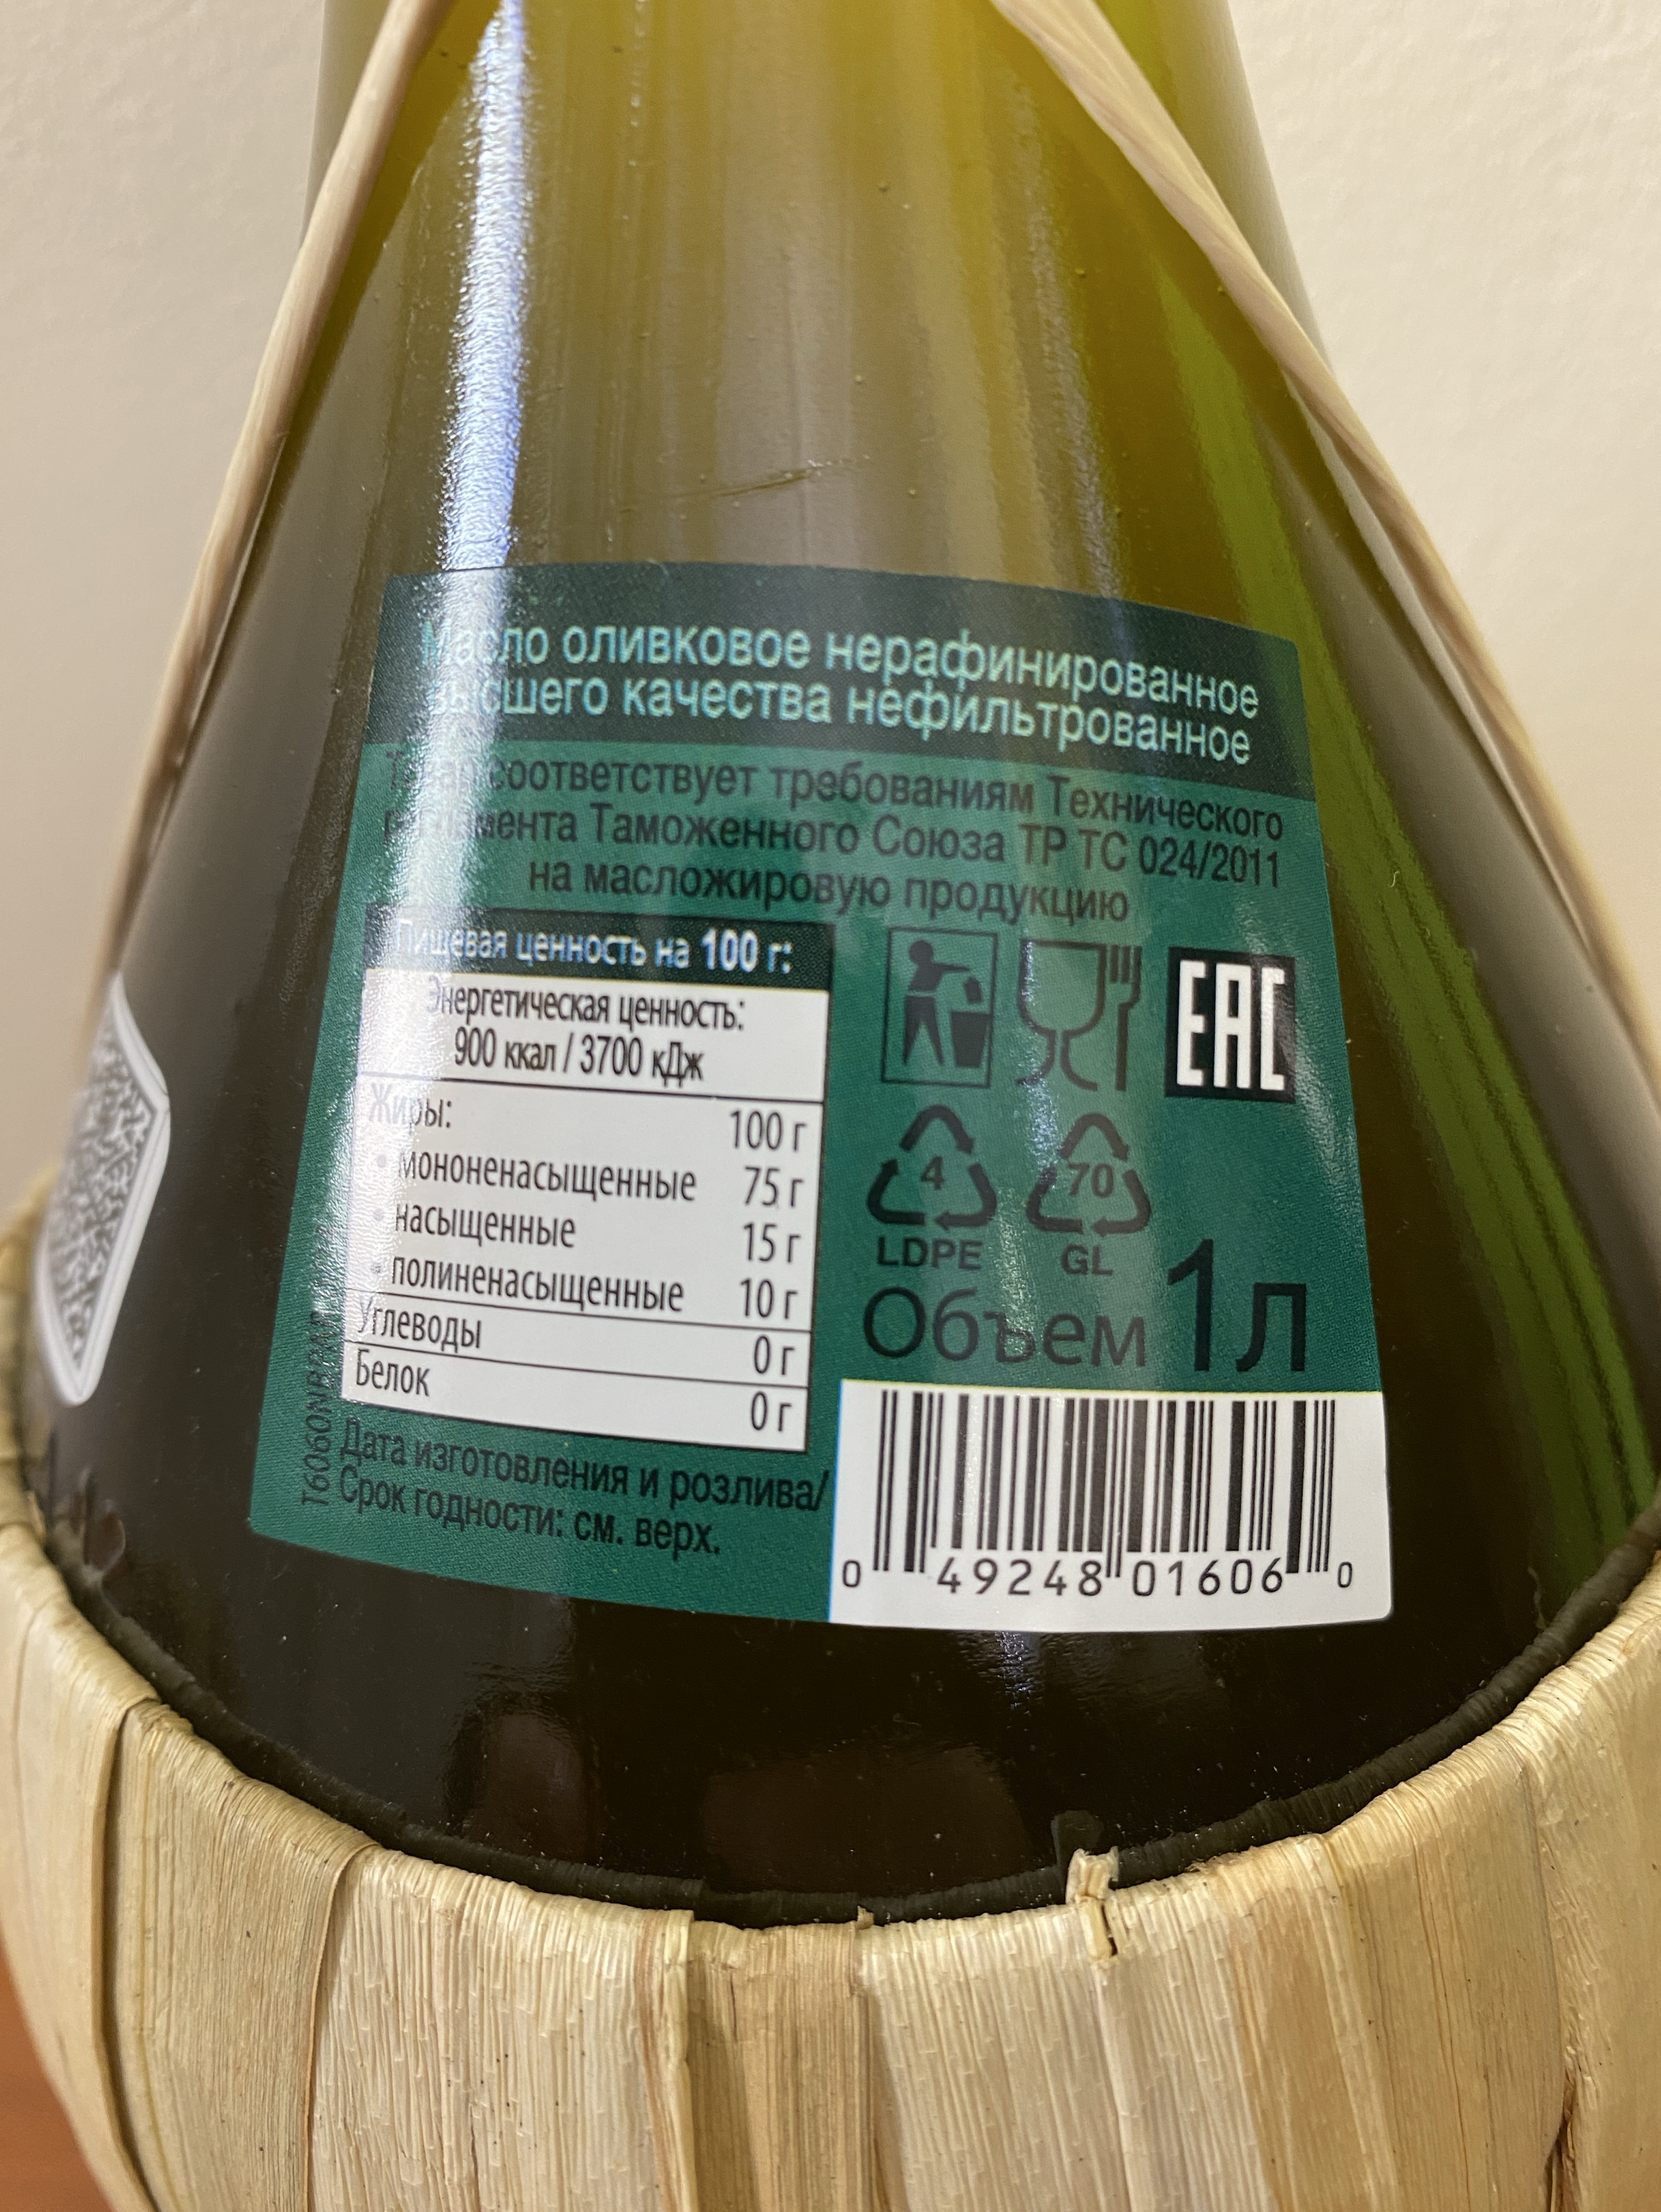 Масло оливковое нерафинированное
высшего качества нефильтрованное
Товар соответствует требованиям Технического
регламента Таможенного Союза ТР ТС 024/2011
на масложировую продукцию
Пищевая ценность на 100 г:
Энергетическая ценность:
900 ккал / 3700 кДж
Жиры: 100 г
• мононенасыщенные 75 г
• насыщенные 15 г
• полиненасыщенные 10 г
Углеводы 0 г
Белок 0 г
Дата изготовления и розлива/
Срок годности: см. верх.
EAC
4
LDPE
70
GL
Объем 1л
0 49248 01606 0